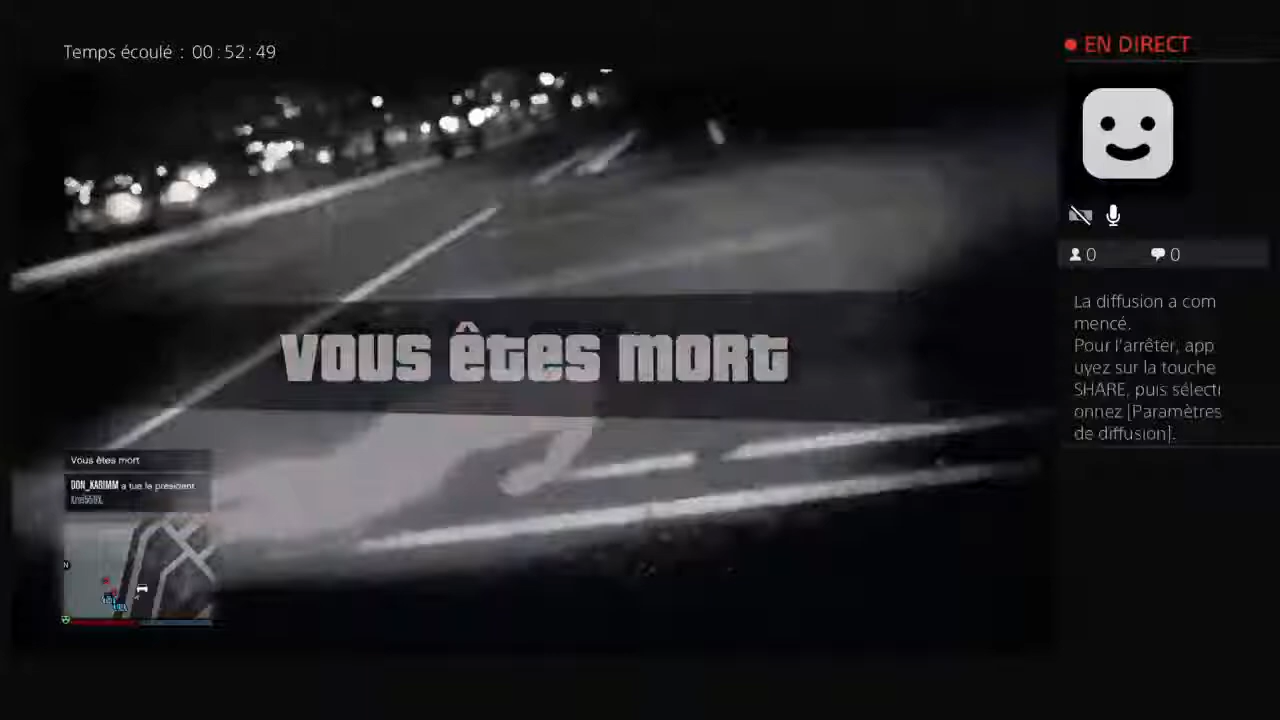 Temps écoulé : 00:52:49
EN DIRECT
0 0
La diffusion a com
mencé.
Pour l'arrêter, app
uyez sur la touche
SHARE, puis sélecti
onnez [Paramètres
de diffusion].
vous êtes mort
Vous êtes mort
DON_KARIMM a tué le président
N